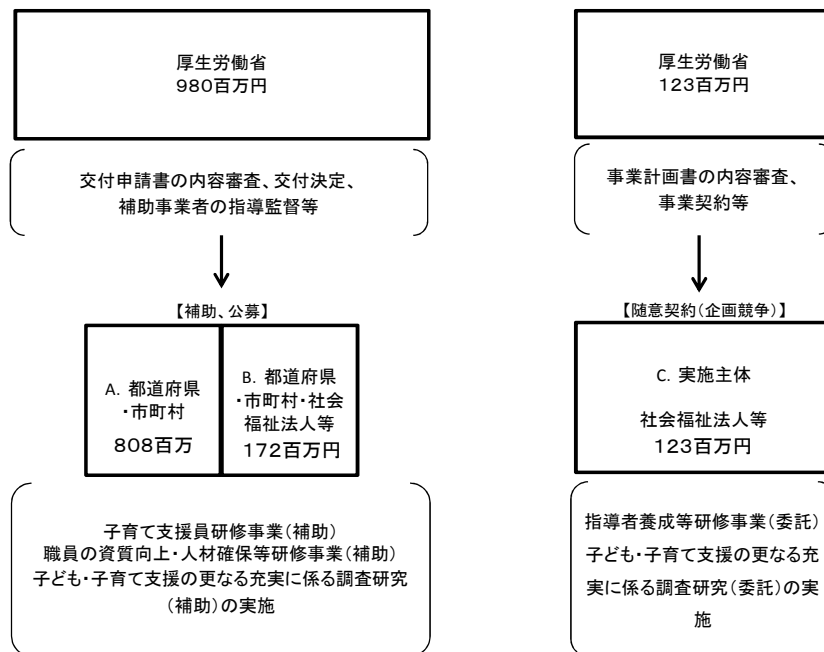 厚生労働省
980百万円
交付申請書の内容審査、交付決定、
補助事業者の指導監督等
【補助、公募】
A. 都道府県
・市町村
808百万
B. 都道府県
・市町村・社会
福祉法人等
172百万円
子育て支援員研修事業(補助)
職員の資質向上・人材確保等研修事業(補助)
子ども・子育て支援の更なる充実に係る調査研究
(補助)の実施
厚生労働省
123百万円
事業計画書の内容審査、
事業契約等
【随意契約(企画競争)】
C. 実施主体
社会福祉法人等
123百万円
指導者養成等研修事業(委託)
子ども・子育て支援の更なる充
実に係る調査研究(委託)の実
施